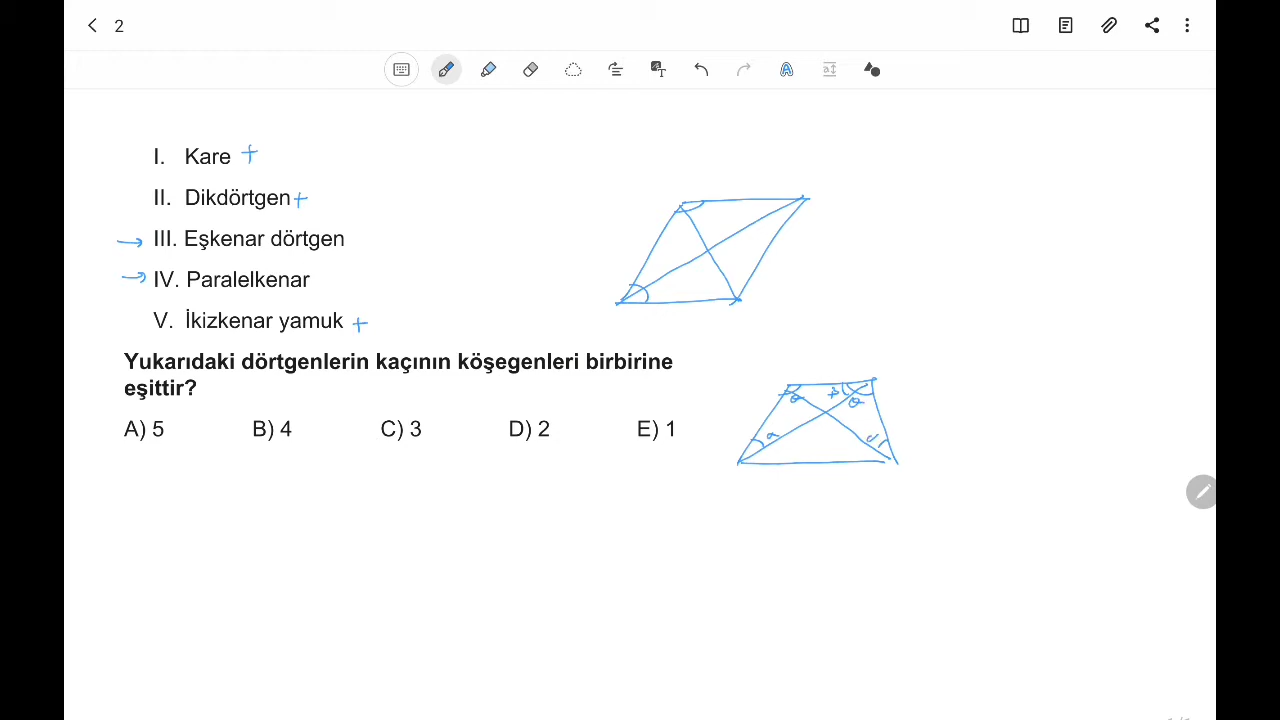 2
I. Kare +
II. Dikdörtgen +
→ III. Eşkenar dörtgen
→ IV. Paralelkenar
V. İkizkenar yamuk +
Yukarıdaki dörtgenlerin kaçının köşegenleri birbirine
eşittir?
A) 5 B) 4 C) 3 D) 2 E) 1